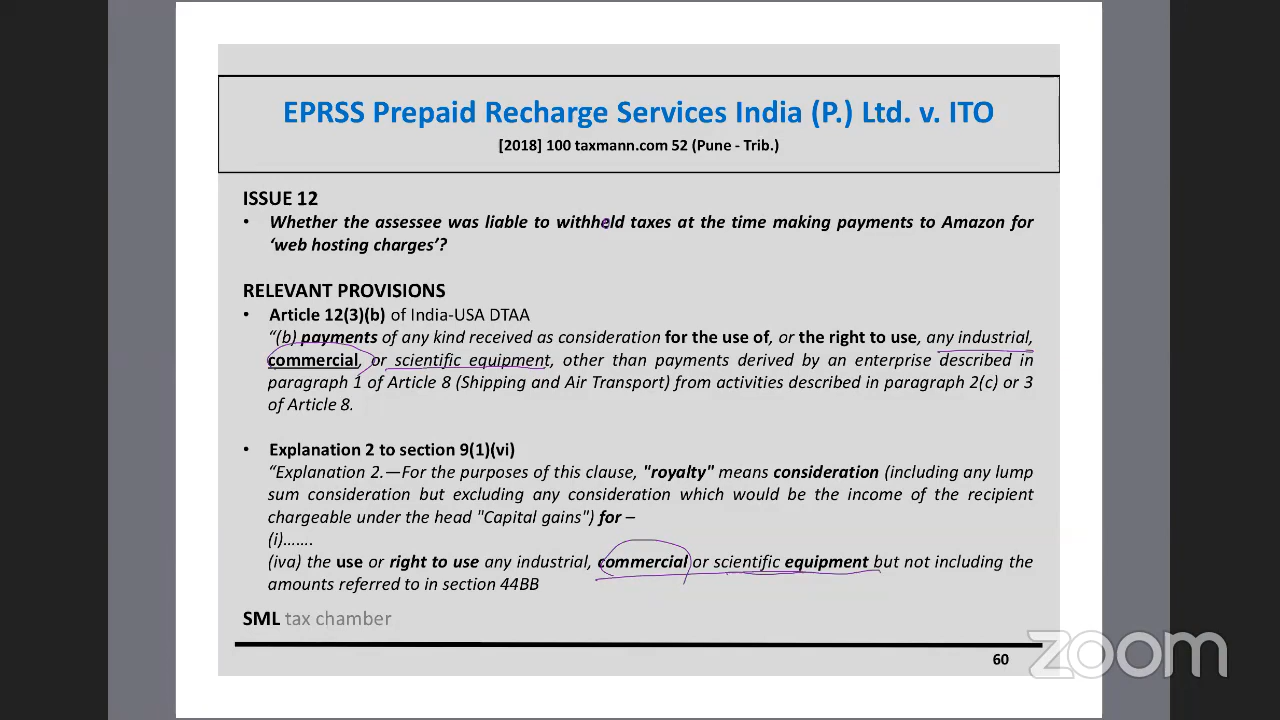 EPRSS Prepaid Recharge Services India (P.) Ltd. v. ITO
[2018] 100 taxmann.com 52 (Pune - Trib.)
ISSUE 12
• Whether the assessee was liable to withheld taxes at the time making payments to Amazon for
‘web hosting charges’?
RELEVANT PROVISIONS
• Article 12(3)(b) of India-USA DTAA
“(b) payments of any kind received as consideration for the use of, or the right to use, any industrial,
commercial, or scientific equipment, other than payments derived by an enterprise described in
paragraph 1 of Article 8 (Shipping and Air Transport) from activities described in paragraph 2(c) or 3
of Article 8.
• Explanation 2 to section 9(1)(vi)
“Explanation 2.—For the purposes of this clause, "royalty" means consideration (including any lump
sum consideration but excluding any consideration which would be the income of the recipient
chargeable under the head "Capital gains") for –
(i)…….
(iva) the use or right to use any industrial, commercial or scientific equipment but not including the
amounts referred to in section 44BB
SML tax chamber
60
zoom